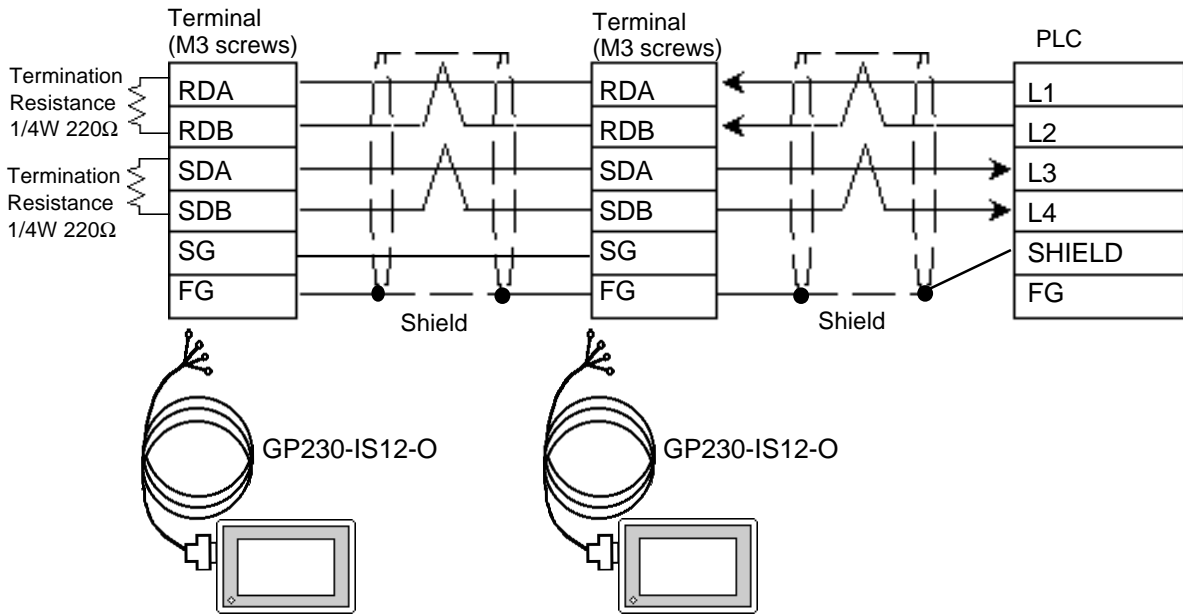 Terminal
(M3 screws)
Terminal
(M3 screws)
PLC
Termination
Resistance
1/4W 220Ω
Termination
Resistance
1/4W 220Ω
RDA
RDB
SDA
SDB
SG
FG
Shield
RDA
RDB
SDA
SDB
SG
FG
Shield
L1
L2
L3
L4
SHIELD
FG
GP230-IS12-O
GP230-IS12-O